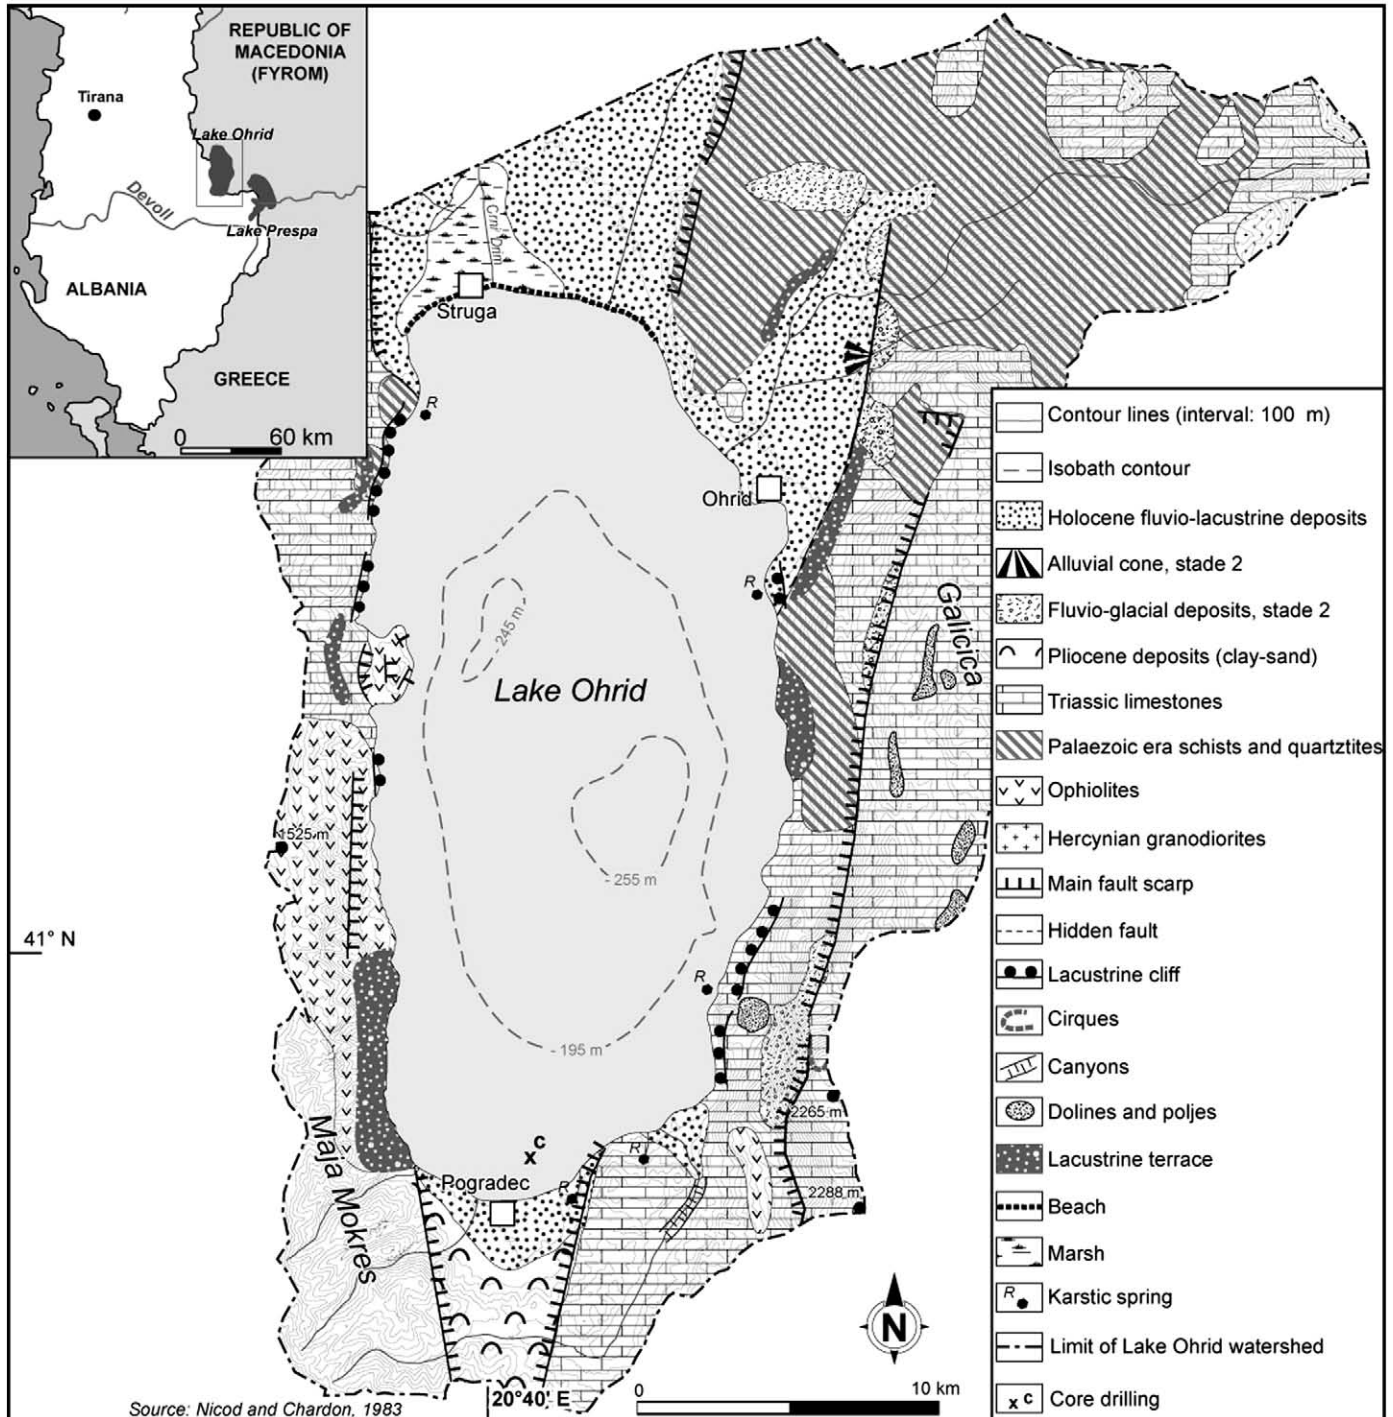 REPUBLIC OF
MACEDONIA
(FYROM)
Tirana
Lake Ohrid
Devoll
Lake Prespa
ALBANIA
GREECE
0 60 km
Crni Drim
Struga
R
Ohrid
R
Galicica
- 245 m
Lake Ohrid
- 255 m
1525 m
41° N
R
- 195 m
2265 m
Maja Mokres
c
x
R
Pogradec
R
2288 m
N
20°40' E
0 10 km
Source: Nicod and Chardon, 1983
Contour lines (interval: 100 m)
Isobath contour
Holocene fluvio-lacustrine deposits
Alluvial cone, stade 2
Fluvio-glacial deposits, stade 2
Pliocene deposits (clay-sand)
Triassic limestones
Palaezoic era schists and quartztites
Ophiolites
Hercynian granodiorites
Main fault scarp
Hidden fault
Lacustrine cliff
Cirques
Canyons
Dolines and poljes
Lacustrine terrace
Beach
Marsh
R Karstic spring
Limit of Lake Ohrid watershed
x c Core drilling